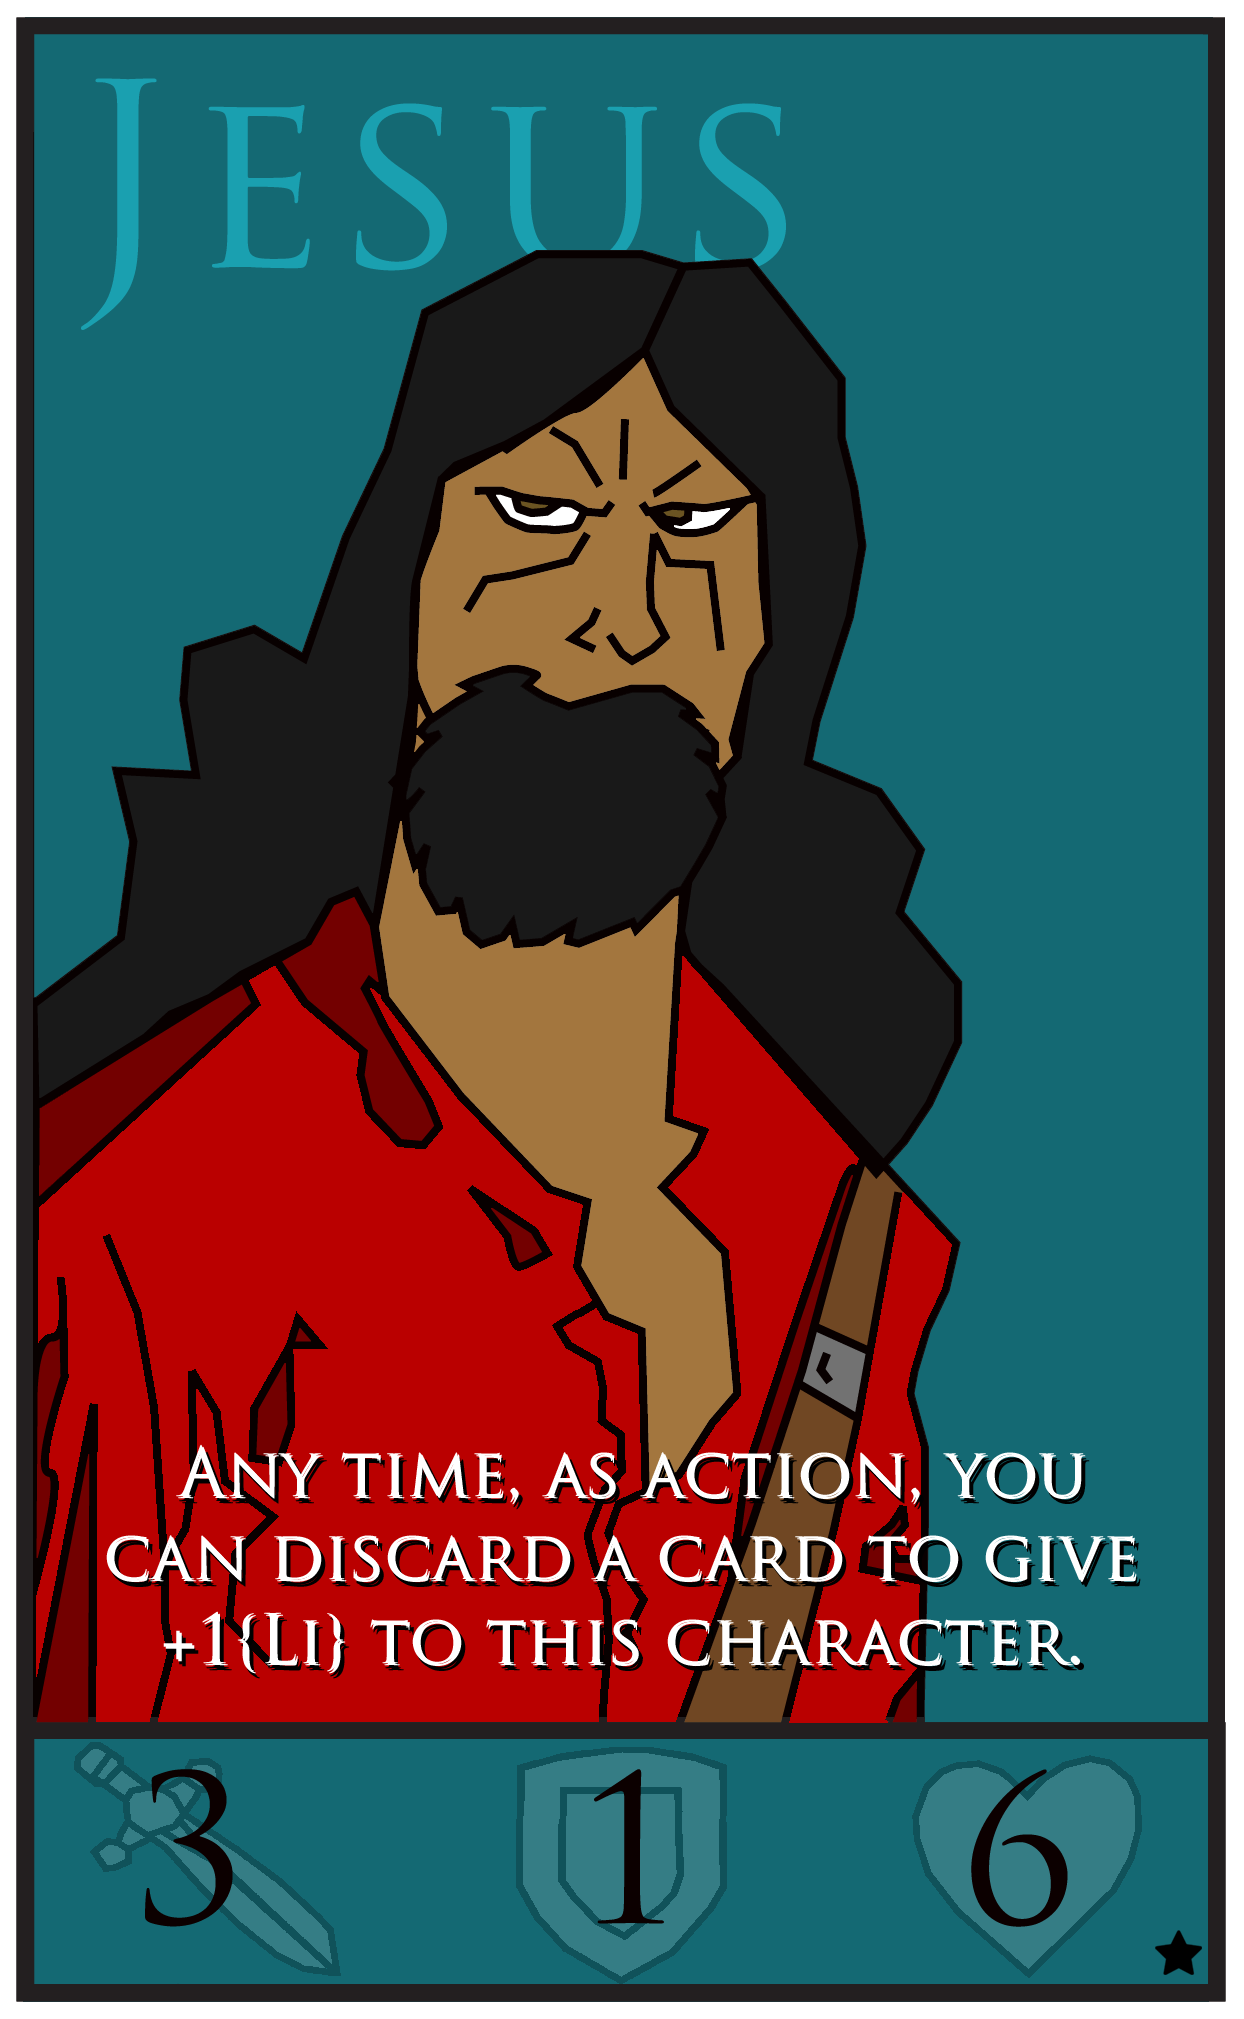 Jesus
Any time, as action, you
can discard a card to give
+1{Li} to this character.
3 1 6